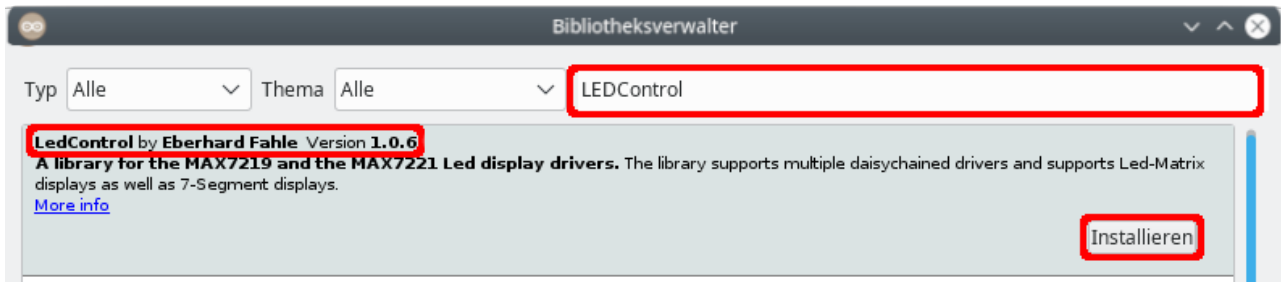 Bibliotheksverwalter
Typ Alle Thema Alle LEDControl
LedControl by Eberhard Fahle Version 1.0.6
A library for the MAX7219 and the MAX7221 Led display drivers. The library supports multiple daisychained drivers and supports Led-Matrix
displays as well as 7-Segment displays.
More info
Installieren